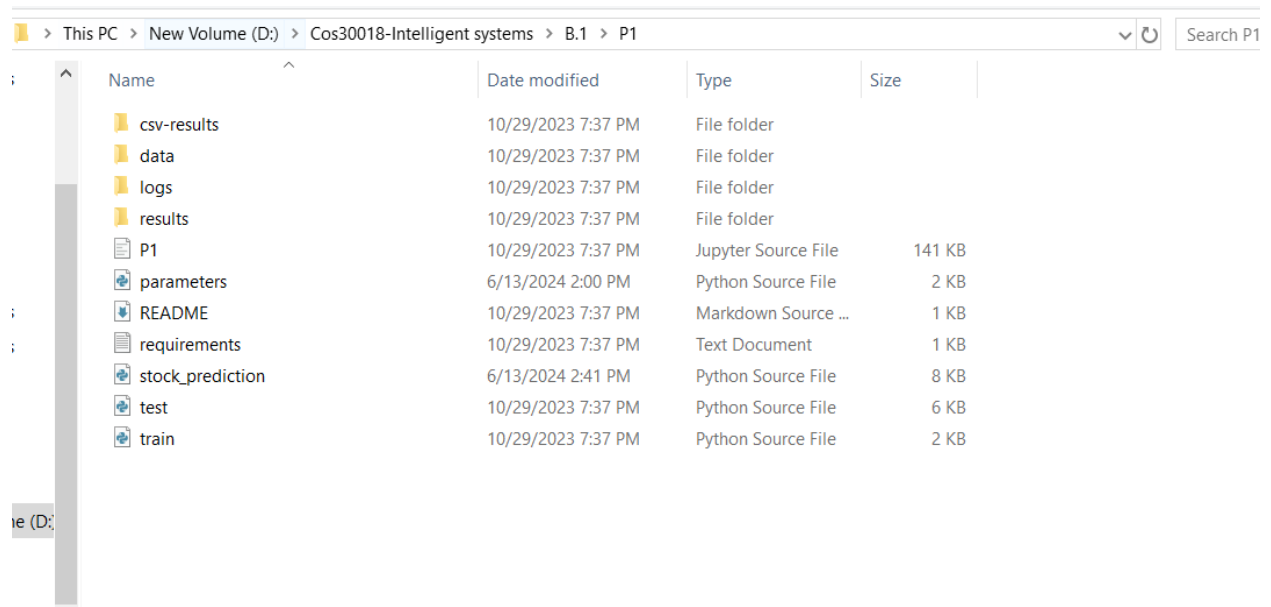 This PC > New Volume (D:) > Cos30018-Intelligent systems > B.1 > P1 Search P1
Name Date modified Type Size
csv-results 10/29/2023 7:37 PM File folder
data 10/29/2023 7:37 PM File folder
logs 10/29/2023 7:37 PM File folder
results 10/29/2023 7:37 PM File folder
P1 10/29/2023 7:37 PM Jupyter Source File 141 KB
parameters 6/13/2024 2:00 PM Python Source File 2 KB
README 10/29/2023 7:37 PM Markdown Source ... 1 KB
requirements 10/29/2023 7:37 PM Text Document 1 KB
stock_prediction 6/13/2024 2:41 PM Python Source File 8 KB
test 10/29/2023 7:37 PM Python Source File 6 KB
train 10/29/2023 7:37 PM Python Source File 2 KB
(D:)